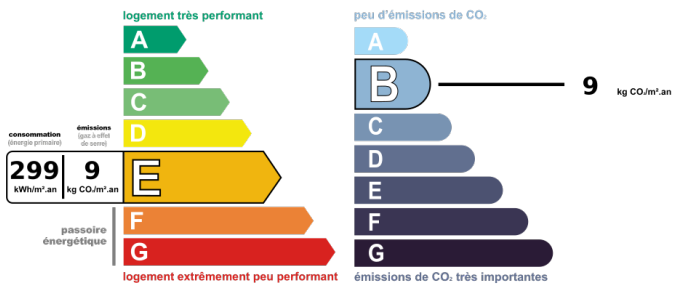 logement très performant
A
B
C
D
consommation
(énergie primaire)
émissions
(gaz à effet
de serre)
299
kWh/m².an
9
kg CO₂/m².an
E
F
G
passoire
énergétique
logement extrêmement peu performant
peu d'émissions de CO₂
A
B
9
kg CO₂/m².an
C
D
E
F
G
émissions de CO₂ très importantes